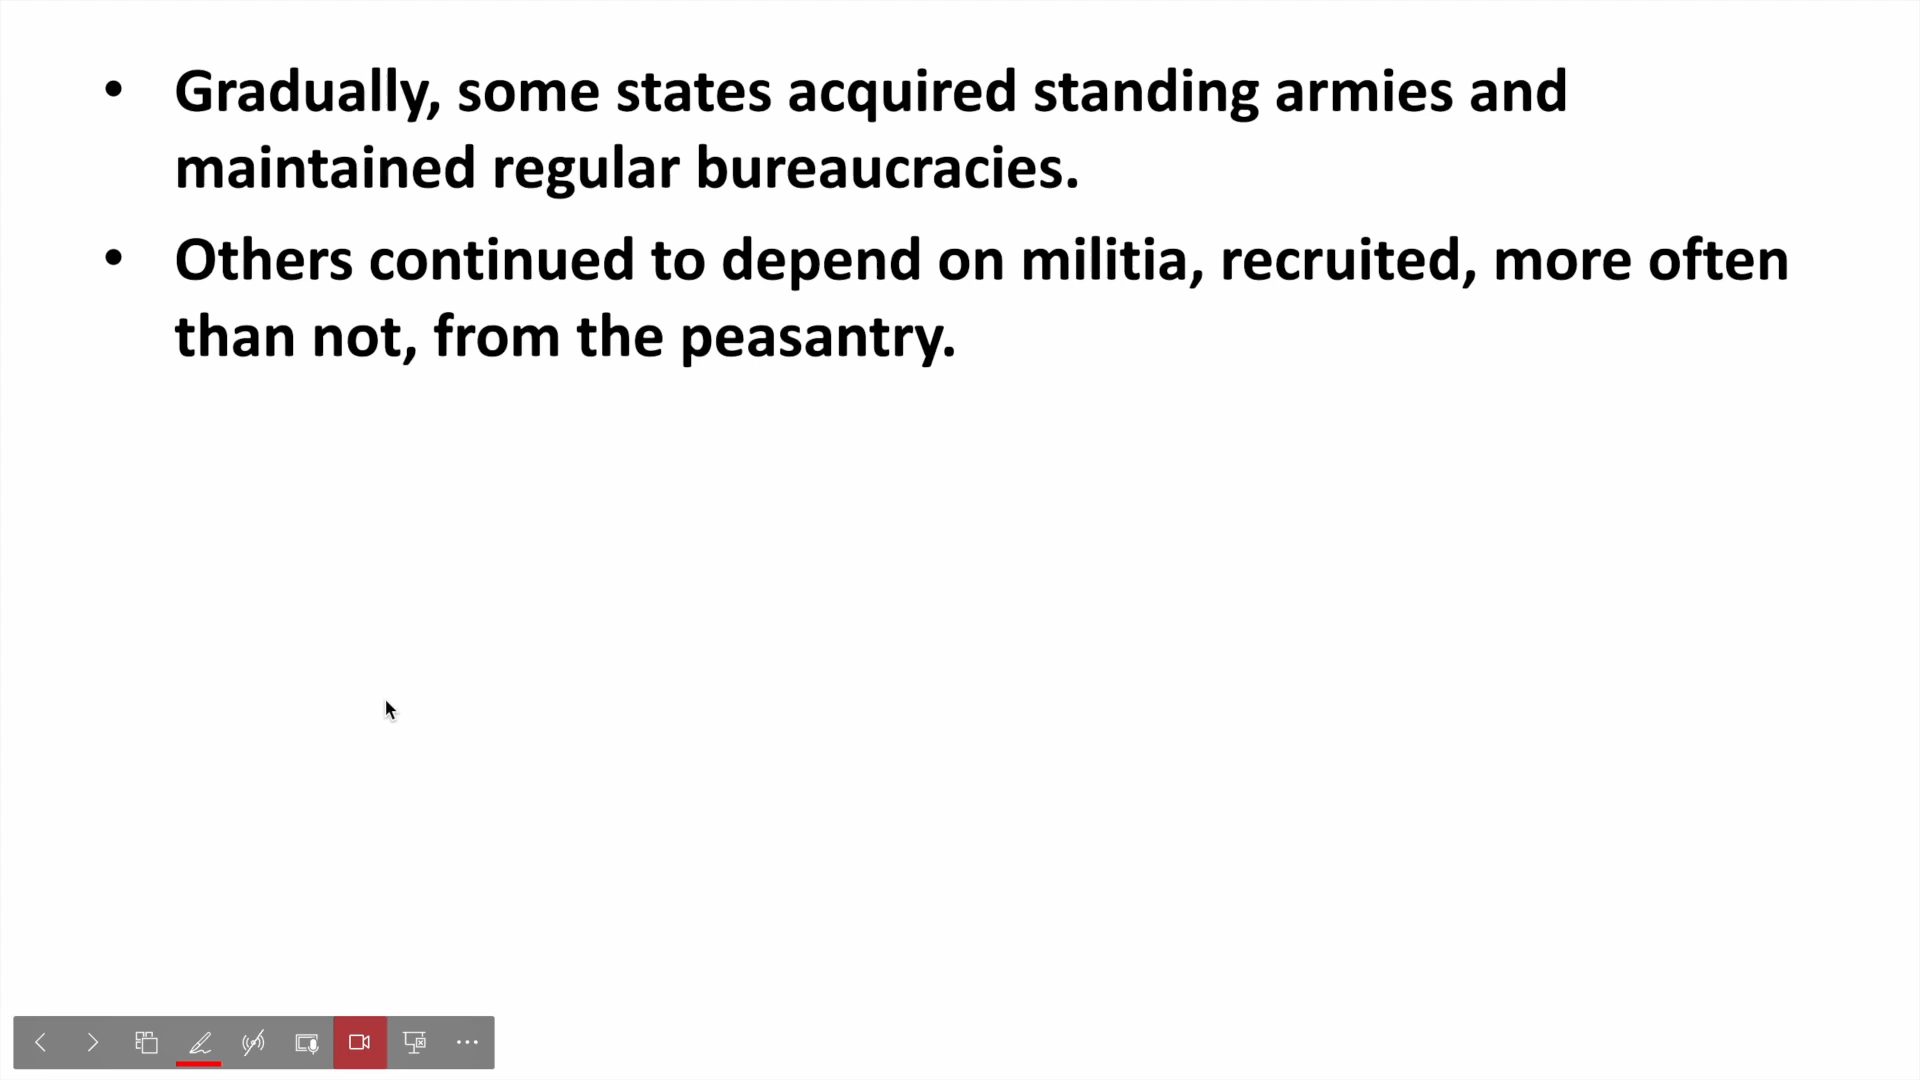 • Gradually, some states acquired standing armies and
maintained regular bureaucracies.
• Others continued to depend on militia, recruited, more often
than not, from the peasantry.